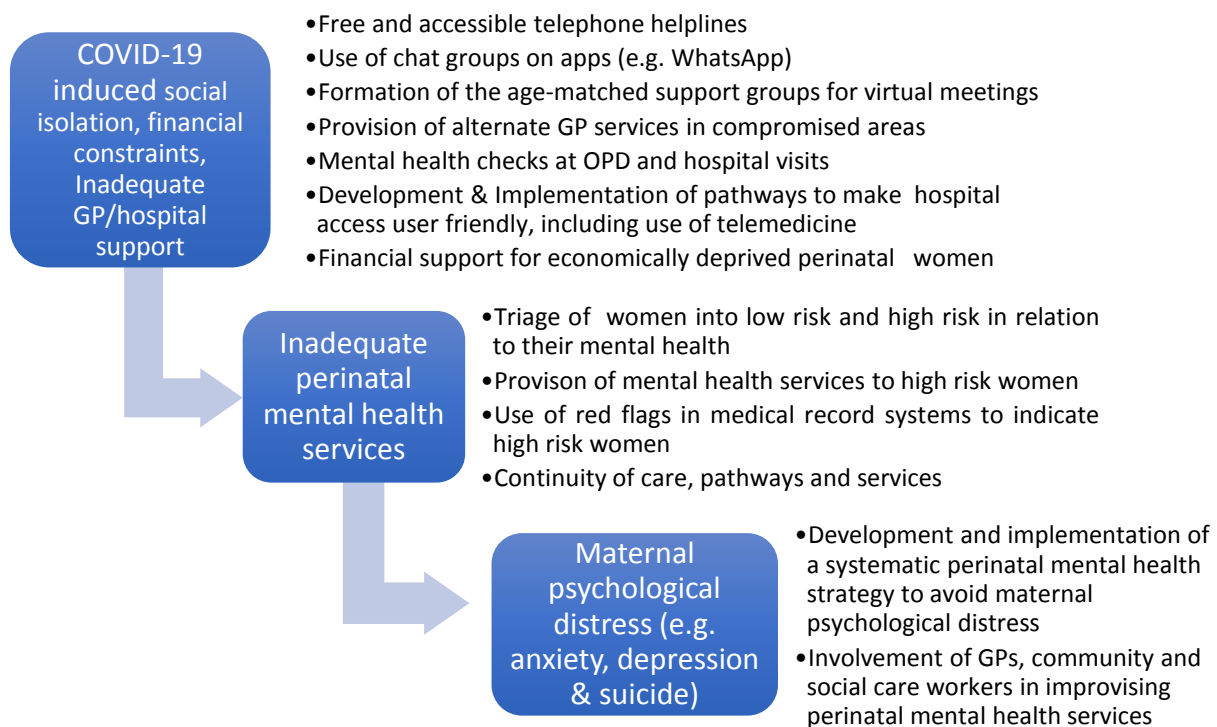 COVID-19
induced social
isolation, financial
constraints,
Inadequate
GP/hospital
support
•Free and accessible telephone helplines
•Use of chat groups on apps (e.g. WhatsApp)
•Formation of the age-matched support groups for virtual meetings
•Provision of alternate GP services in compromised areas
•Mental health checks at OPD and hospital visits
•Development & Implementation of pathways to make hospital
access user friendly, including use of telemedicine
•Financial support for economically deprived perinatal women
Inadequate
perinatal
mental health
services
•Triage of women into low risk and high risk in relation
to their mental health
•Provison of mental health services to high risk women
•Use of red flags in medical record systems to indicate
high risk women
•Continuity of care, pathways and services
Maternal
psychological
distress (e.g.
anxiety, depression
& suicide)
•Development and implementation of
a systematic perinatal mental health
strategy to avoid maternal
psychological distress
•Involvement of GPs, community and
social care workers in improvising
perinatal mental health services